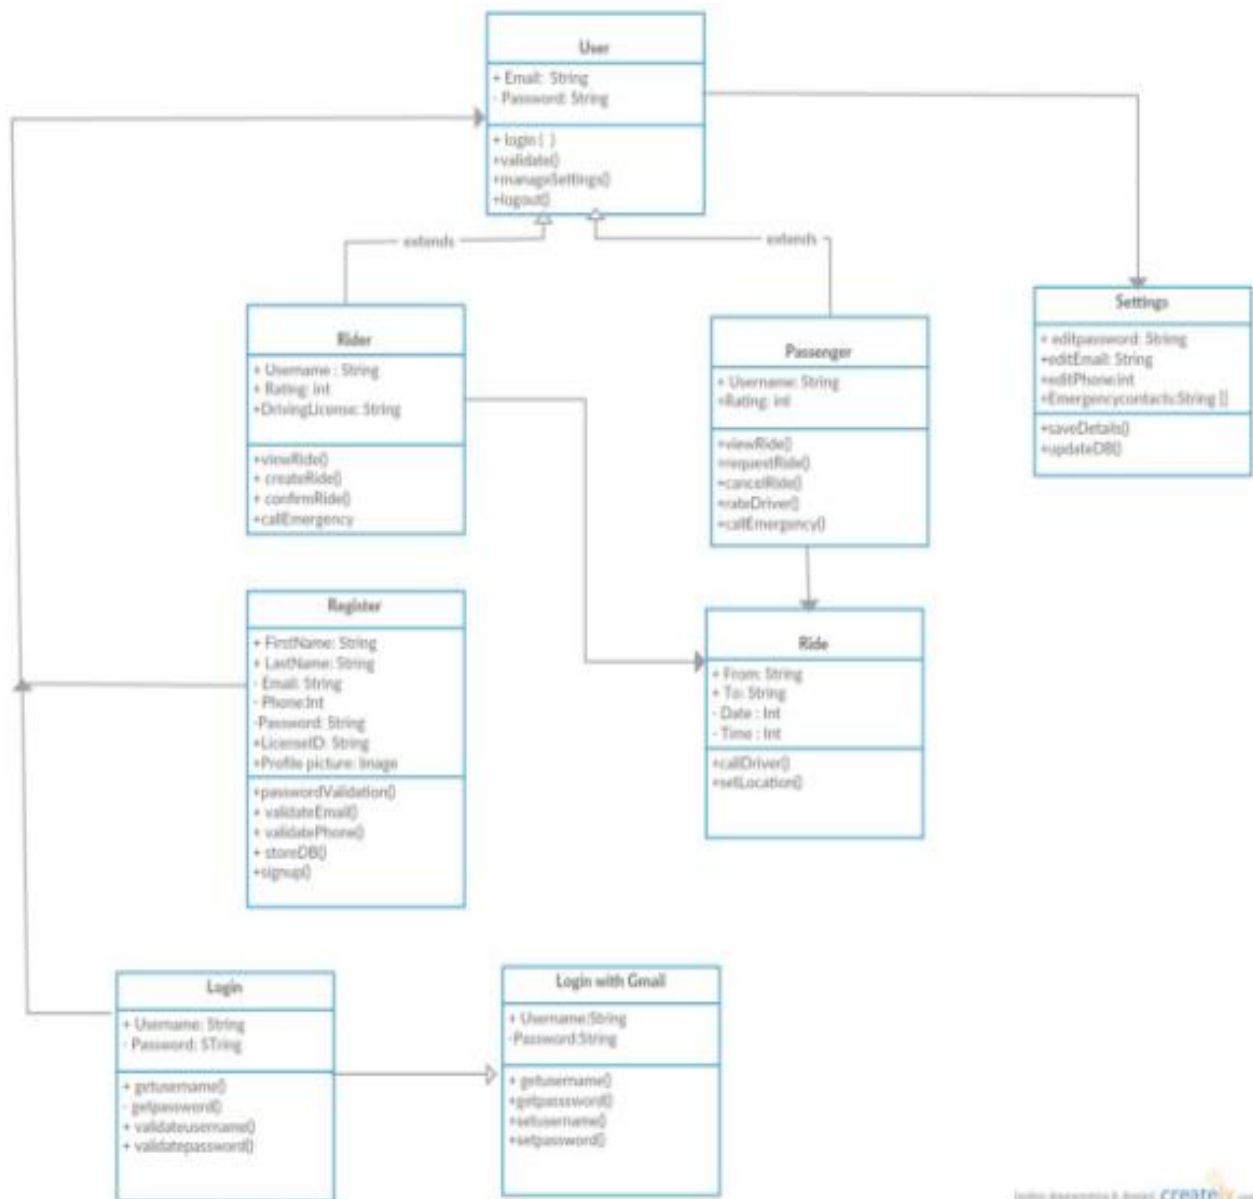 User
+ Email: String
- Password: String
+ login ( )
+validate()
+manageSettings()
+logout()
extends
extends
Settings
+ editpassword: String
+editEmail: String
+editPhone:int
+Emergencycontacts:String []
+saveDetails()
+updateDB()
Rider
+ Username : String
+ Rating: int
+DrivingLicense: String
+viewRide()
+ createRide()
+ confirmRide()
+callEmergency
Passenger
+ Username: String
+Rating: int
+viewRide()
+requestRide()
+cancelRide()
+rateDriver()
+callEmergency()
Register
+ FirstName: String
+ LastName: String
- Email: String
- Phone:Int
-Password: String
+LicenseID: String
+Profile picture: Image
+passwordValidation()
+ validateEmail()
+ validatePhone()
+ storeDB()
+signup()
Ride
+ From: String
+ To: String
- Date : Int
- Time : Int
+callDriver()
+setLocation()
Login
+ Username: String
- Password: STring
+ getusername()
- getpassword()
+ validateusername()
+ validatepassword()
Login with Gmail
+ Username:String
-Password:String
+ getusername()
+getpasssword()
+setusername()
+setpassword()
creately